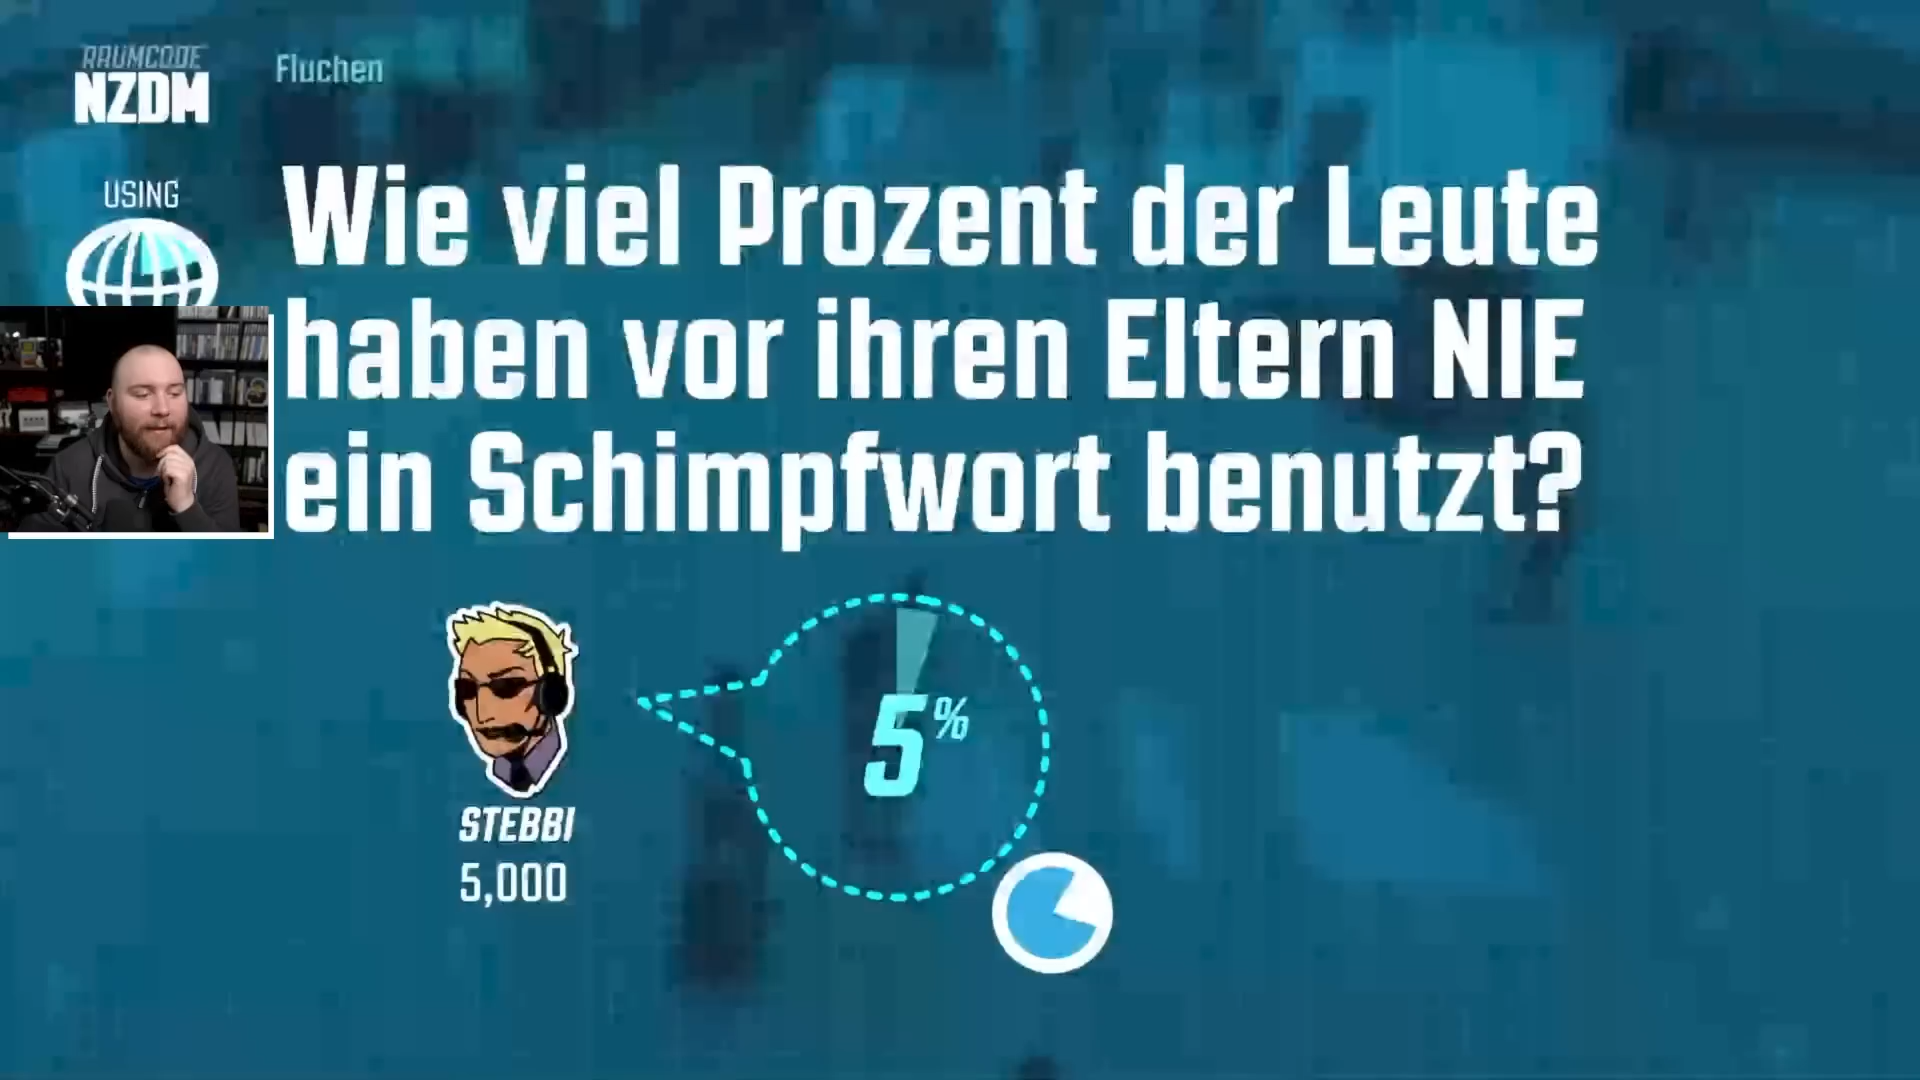 RAUMCODE
NZDM
Fluchen
USING
Wie viel Prozent der Leute
haben vor ihren Eltern NIE
ein Schimpfwort benutzt?
5%
STEBBI
5,000